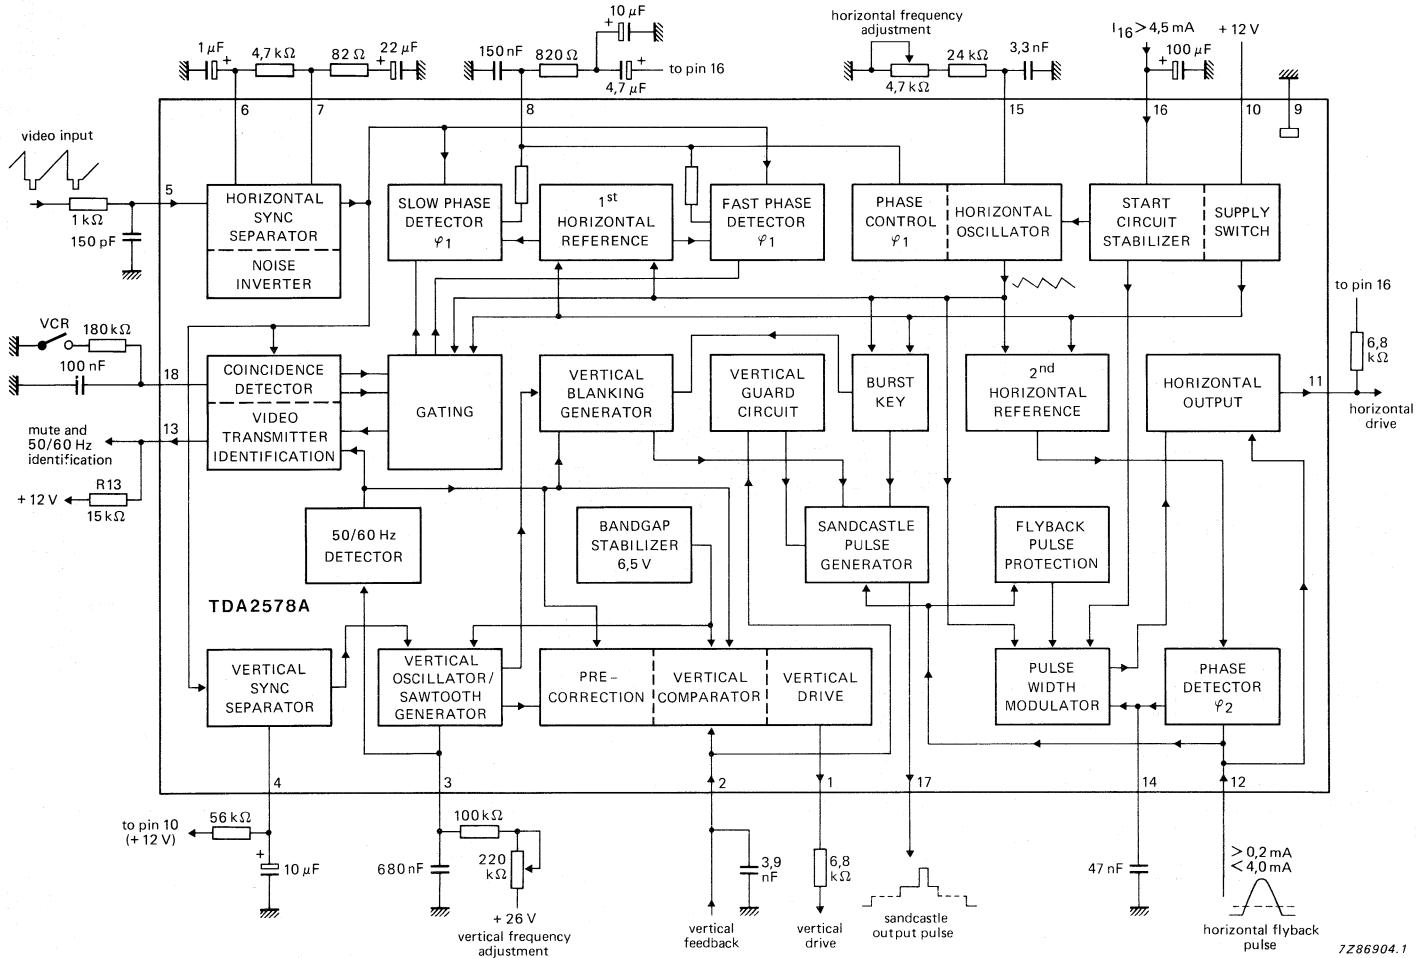 1 µF
+
4,7 kΩ
82 Ω
22 µF
+
150 nF
820 Ω
10 µF
+
+
4,7 µF
to pin 16
horizontal frequency
adjustment
4,7 kΩ
24 kΩ
3,3 nF
I16 > 4,5 mA
+ 12 V
100 µF
+
6
7
8
15
16
10
9
video input
5
1 kΩ
150 pF
HORIZONTAL
SYNC
SEPARATOR
NOISE
INVERTER
SLOW PHASE
DETECTOR
φ1
1st
HORIZONTAL
REFERENCE
FAST PHASE
DETECTOR
φ1
PHASE
CONTROL
φ1
HORIZONTAL
OSCILLATOR
START
CIRCUIT
STABILIZER
SUPPLY
SWITCH
to pin 16
6,8
kΩ
VCR
180 kΩ
100 nF
18
COINCIDENCE
DETECTOR
VIDEO
TRANSMITTER
IDENTIFICATION
GATING
VERTICAL
BLANKING
GENERATOR
VERTICAL
GUARD
CIRCUIT
BURST
KEY
2nd
HORIZONTAL
REFERENCE
HORIZONTAL
OUTPUT
11
horizontal
drive
13
mute and
50/60 Hz
identification
R13
+ 12 V
15 kΩ
50/60 Hz
DETECTOR
BANDGAP
STABILIZER
6,5 V
SANDCASTLE
PULSE
GENERATOR
FLYBACK
PULSE
PROTECTION
TDA2578A
VERTICAL
SYNC
SEPARATOR
VERTICAL
OSCILLATOR/
SAWTOOTH
GENERATOR
PRE–
CORRECTION
VERTICAL
COMPARATOR
VERTICAL
DRIVE
PULSE
WIDTH
MODULATOR
PHASE
DETECTOR
φ2
4
3
2
1
17
14
12
to pin 10
(+ 12 V)
56 kΩ
+
10 µF
680 nF
100 kΩ
220
kΩ
+ 26 V
vertical frequency
adjustment
3,9
nF
vertical
feedback
6,8
kΩ
vertical
drive
sandcastle
output pulse
47 nF
> 0,2 mA
< 4,0 mA
horizontal flyback
pulse
7Z86904.1